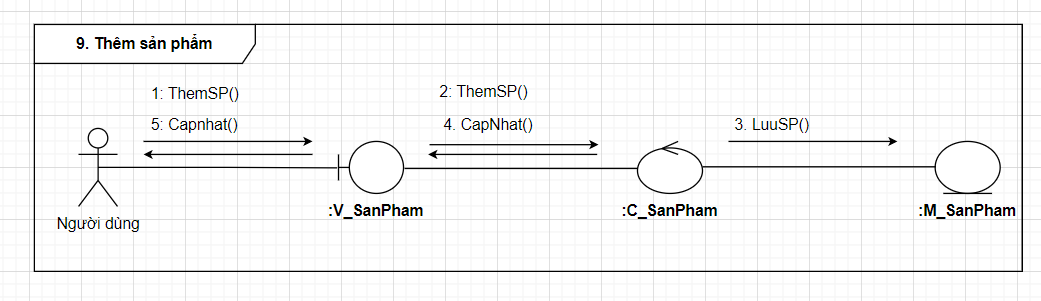 9. Thêm sản phẩm
1: ThemSP()
5: Capnhat()
2: ThemSP()
4. CapNhat()
3. LuuSP()
Người dùng
:V_SanPham
:C_SanPham
:M_SanPham